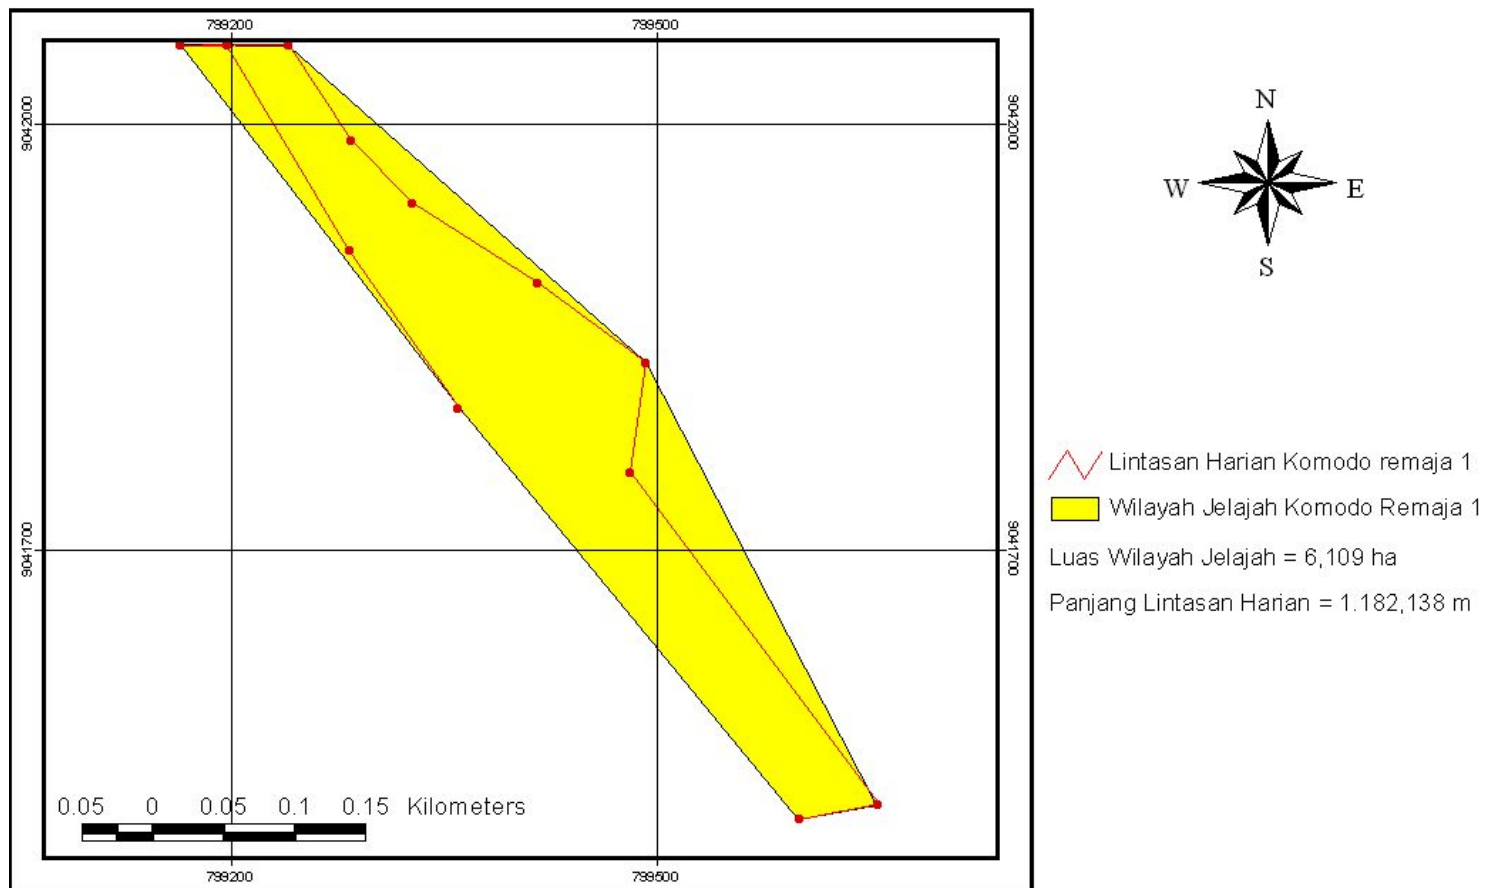 799200 799500
N
9042000 9042000
W E
S
Lintasan Harian Komodo remaja 1
Wilayah Jelajah Komodo Remaja 1
9041700 9041700
Luas Wilayah Jelajah = 6,109 ha
Panjang Lintasan Harian = 1.182,138 m
0.05 0 0.05 0.1 0.15 Kilometers
799200 799500